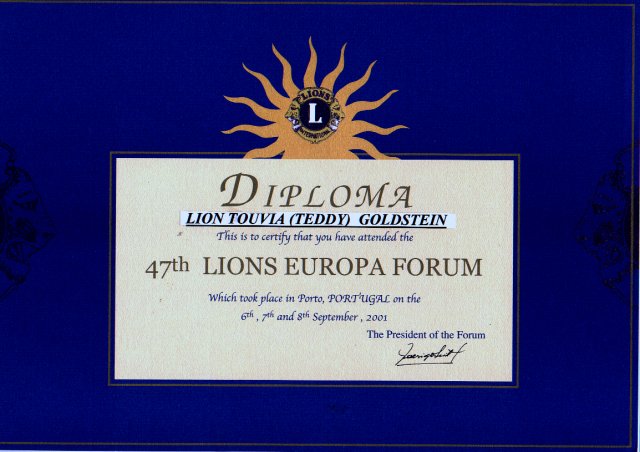 LIONS
L
INTERNATIONAL
DIPLOMA
LION TOUVIA (TEDDY) GOLDSTEIN
This is to certify that you have attended the
47th LIONS EUROPA FORUM
Which took place in Porto, PORTUGAL on the
6th , 7th and 8th September , 2001
The President of the Forum